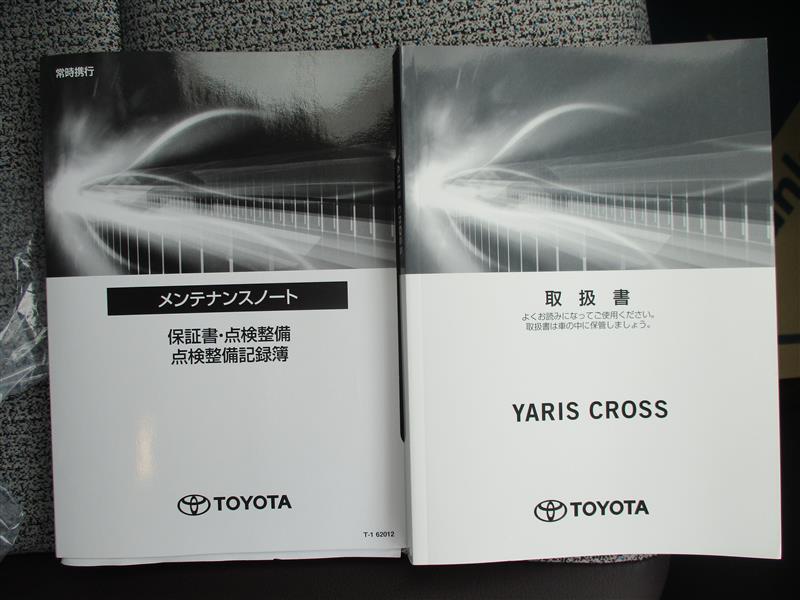 常時携行
メンテナンスノート
保証書・点検整備
点検整備記録簿
TOYOTA
T-1 62012
取扱書
よくお読みになってご使用ください。
取扱書は車の中に保管しましょう。
YARIS CROSS
TOYOTA